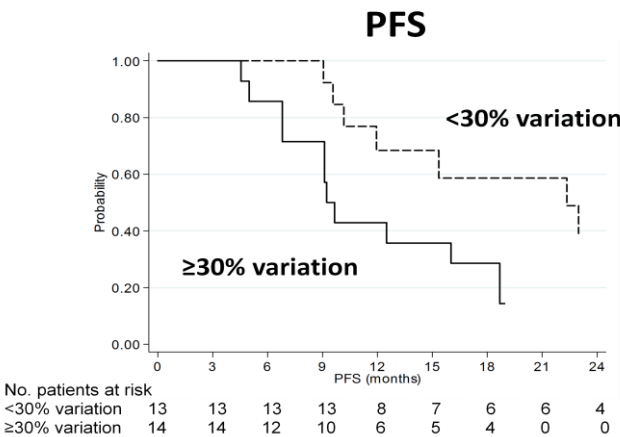 PFS
1.00
0.80
0.60
0.40
0.20
0.00
Probability
<30% variation
≥30% variation
0 3 6 9 12 15 18 21 24
PFS (months)
No. patients at risk
<30% variation 13 13 13 13 8 7 6 6 4
≥30% variation 14 14 12 10 6 5 4 0 0